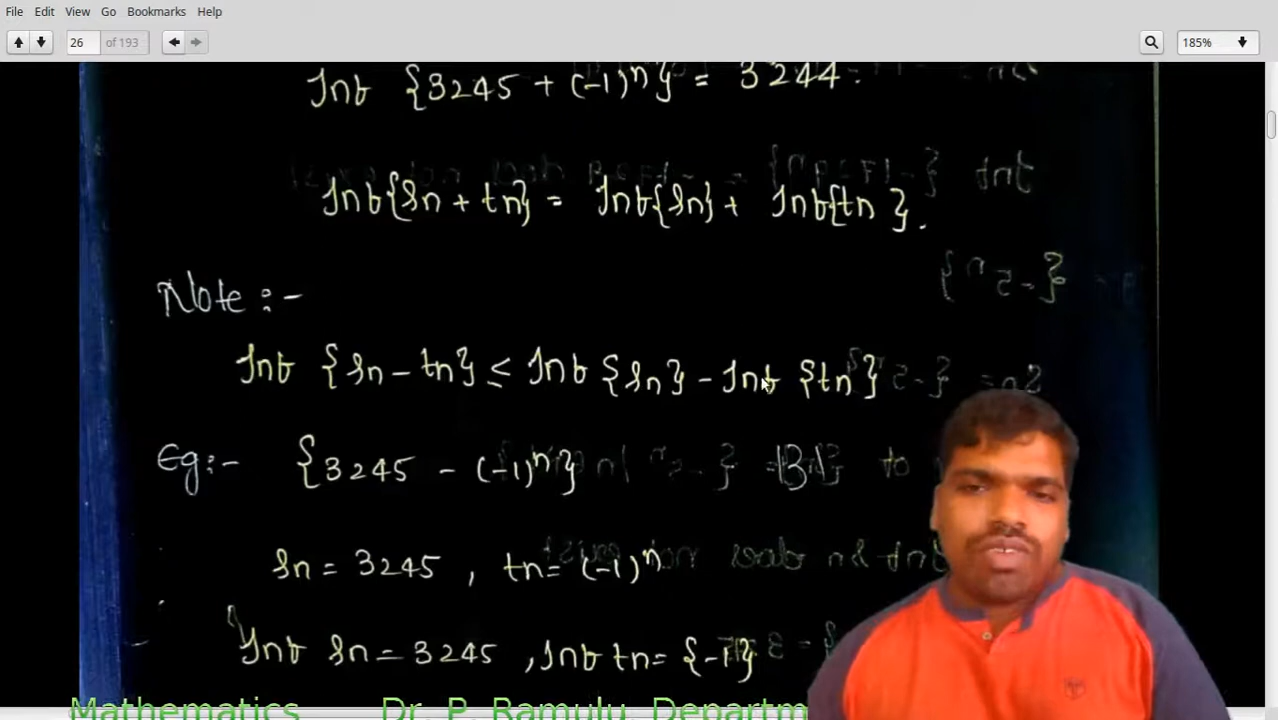 File Edit View Go Bookmarks Help
26 of 193 185%
Inf {3245 + (-1)^n} = 3244.
Inf{sn + tn} = Inf{sn} + Inf{tn}.
Note :-
Inf {sn - tn} ≤ Inf {sn} - Inf {tn}
Eg:- {3245 - (-1)^n}
sn = 3245 , tn = (-1)^n
Inf sn = 3245 , Inf tn = {-1}
Mathematics Dr. P. Ramulu, Departm